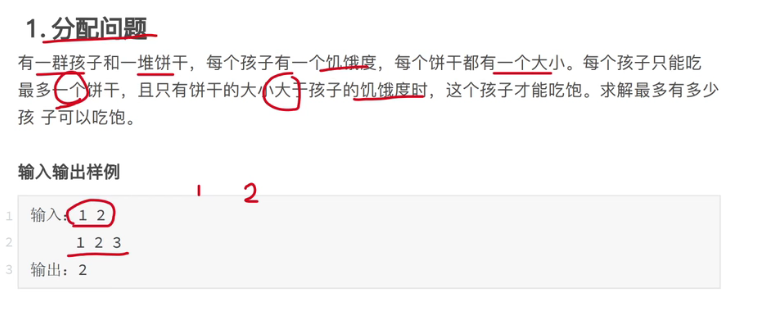 1. 分配问题
有一群孩子和一堆饼干，每个孩子有一个饥饿度，每个饼干都有一个大小。每个孩子只能吃
最多一个饼干，且只有饼干的大小大于孩子的饥饿度时，这个孩子才能吃饱。求解最多有多少
孩 子可以吃饱。
输入输出样例
1 2
1 输入：1 2
2 1 2 3
3 输出：2